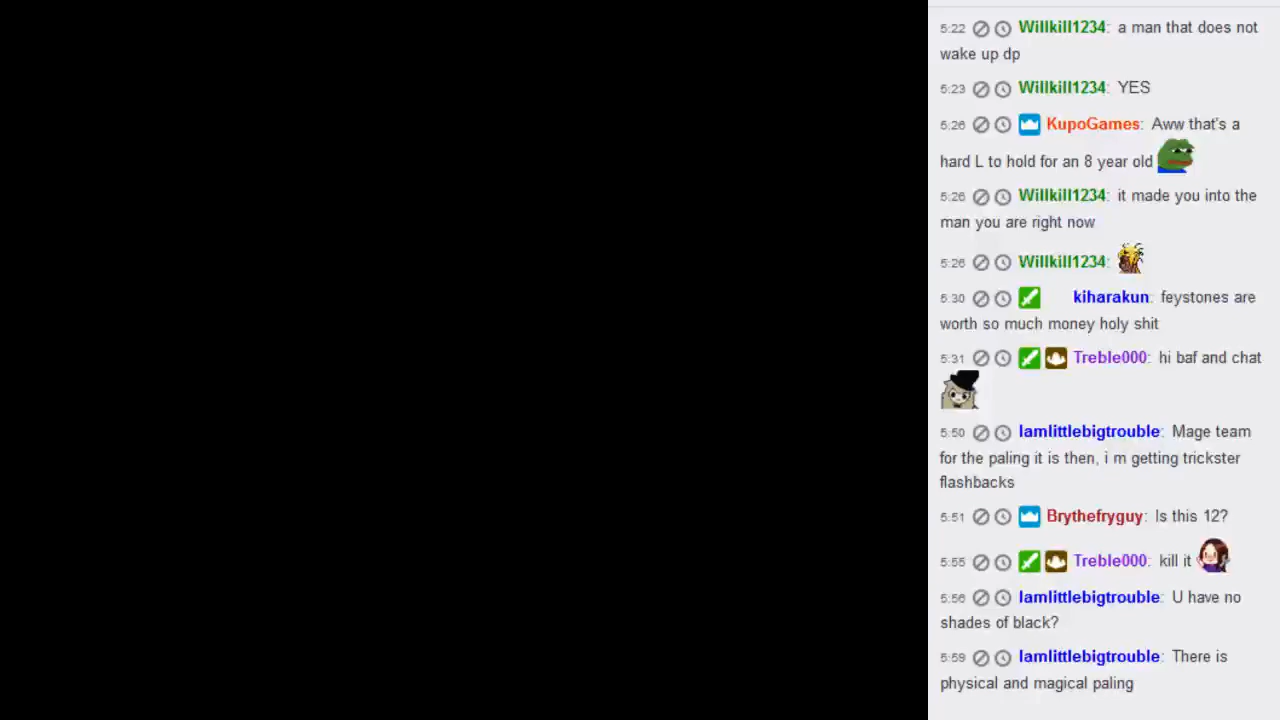 5:22 Willkill1234: a man that does not
wake up dp
5:23 Willkill1234: YES
5:26 KupoGames: Aww that's a
hard L to hold for an 8 year old
5:26 Willkill1234: it made you into the
man you are right now
5:26 Willkill1234:
5:30 kiharakun: feystones are
worth so much money holy shit
5:31 Treble000: hi baf and chat
5:50 Iamlittlebigtrouble: Mage team
for the paling it is then, i m getting trickster
flashbacks
5:51 Brythefryguy: Is this 12?
5:55 Treble000: kill it
5:56 Iamlittlebigtrouble: U have no
shades of black?
5:59 Iamlittlebigtrouble: There is
physical and magical paling